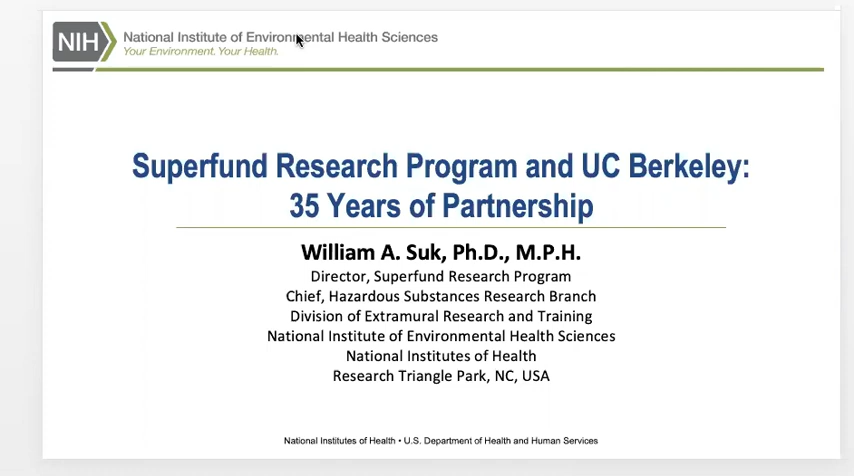 NIH National Institute of Environmental Health Sciences
Your Environment. Your Health.
Superfund Research Program and UC Berkeley:
35 Years of Partnership
William A. Suk, Ph.D., M.P.H.
Director, Superfund Research Program
Chief, Hazardous Substances Research Branch
Division of Extramural Research and Training
National Institute of Environmental Health Sciences
National Institutes of Health
Research Triangle Park, NC, USA
National Institutes of Health • U.S. Department of Health and Human Services